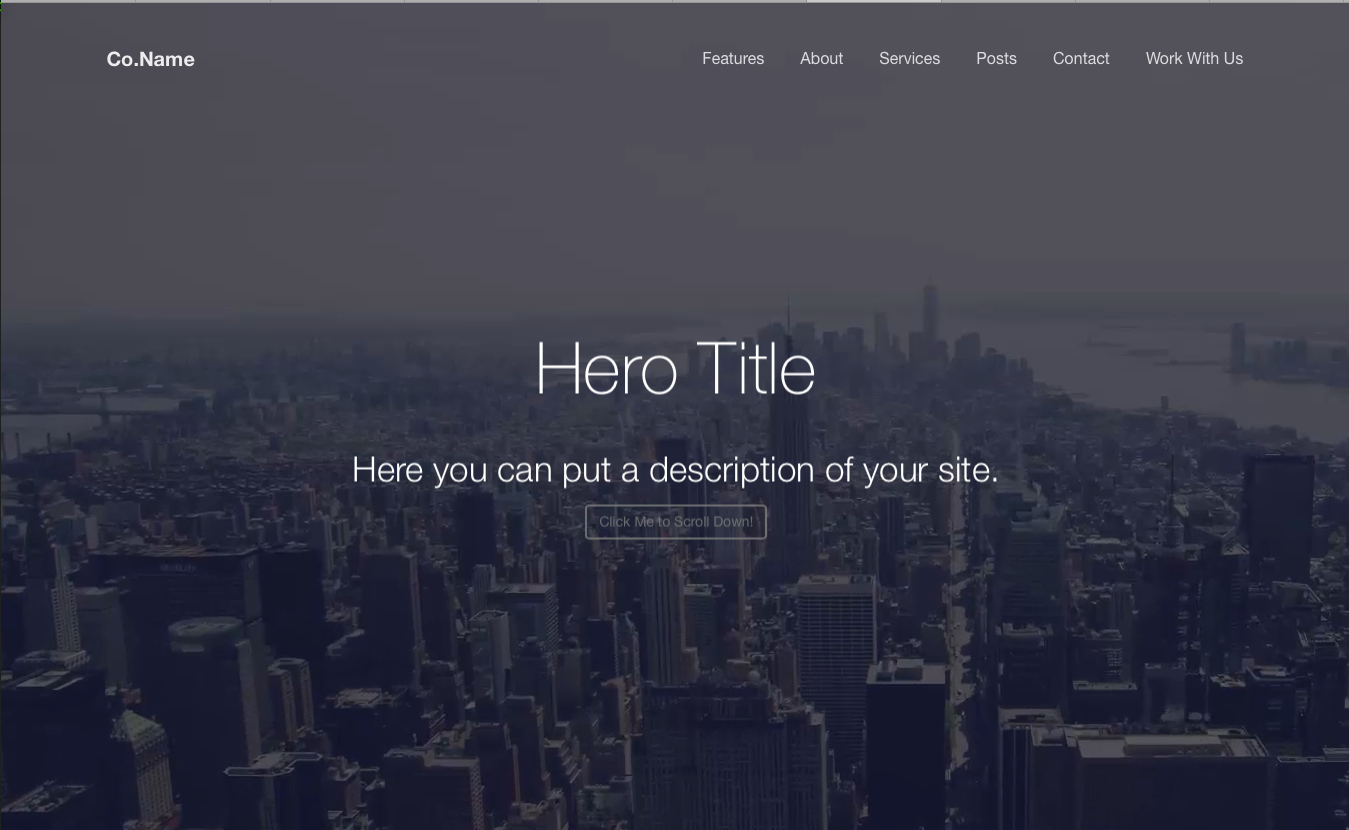 Co.Name
Features About Services Posts Contact Work With Us
Hero Title
Here you can put a description of your site.
Click Me to Scroll Down!